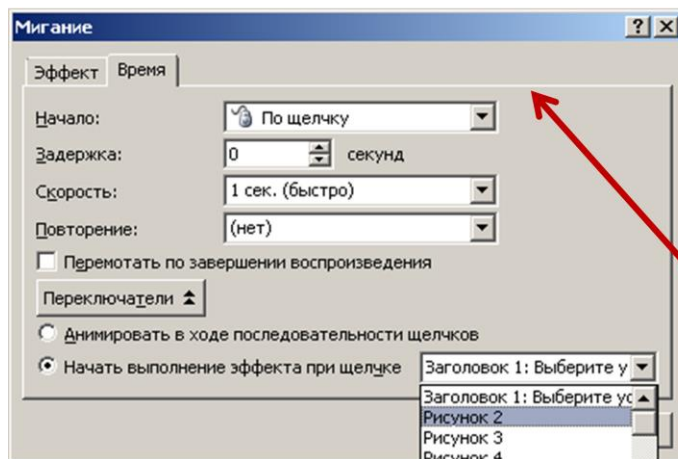 Мигание
Эффект Время
Начало: По щелчку
Задержка: 0 секунд
Скорость: 1 сек. (быстро)
Повторение: (нет)
Перемотать по завершении воспроизведения
Переключатели
Анимировать в ходе последовательности щелчков
Начать выполнение эффекта при щелчке Заголовок 1: Выберите у
Заголовок 1: Выберите ус
Рисунок 2
Рисунок 3
Рисунок 4